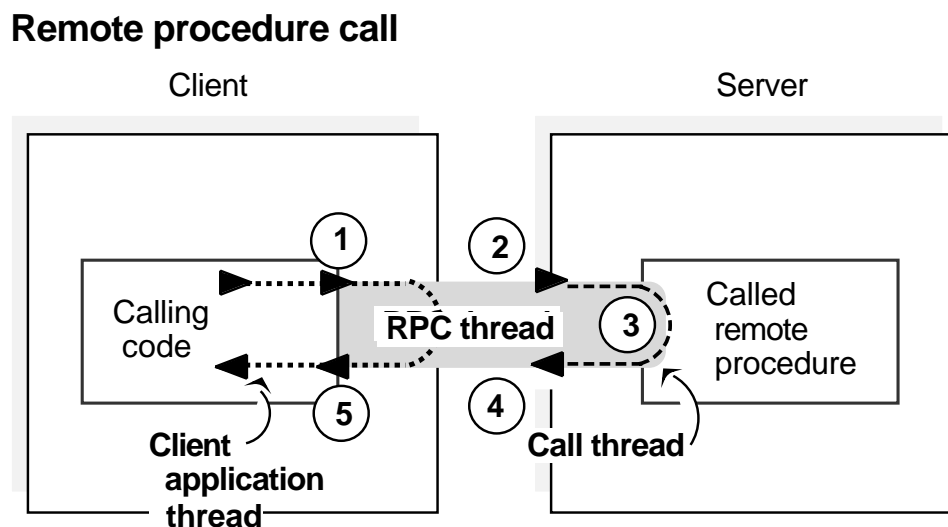 Remote procedure call
Client
Server
1
2
Calling
code
RPC thread
3
Called
remote
procedure
5
4
Client
application
thread
Call thread